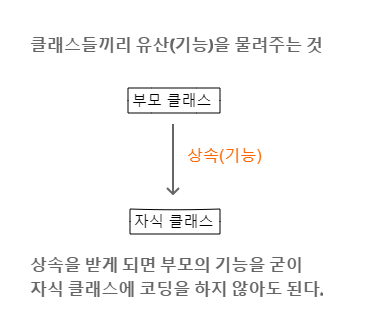 클래스들끼리 유산(기능)을 물려주는 것
부모 클래스
상속(기능)
자식 클래스
상속을 받게 되면 부모의 기능을 굳이
자식 클래스에 코딩을 하지 않아도 된다.